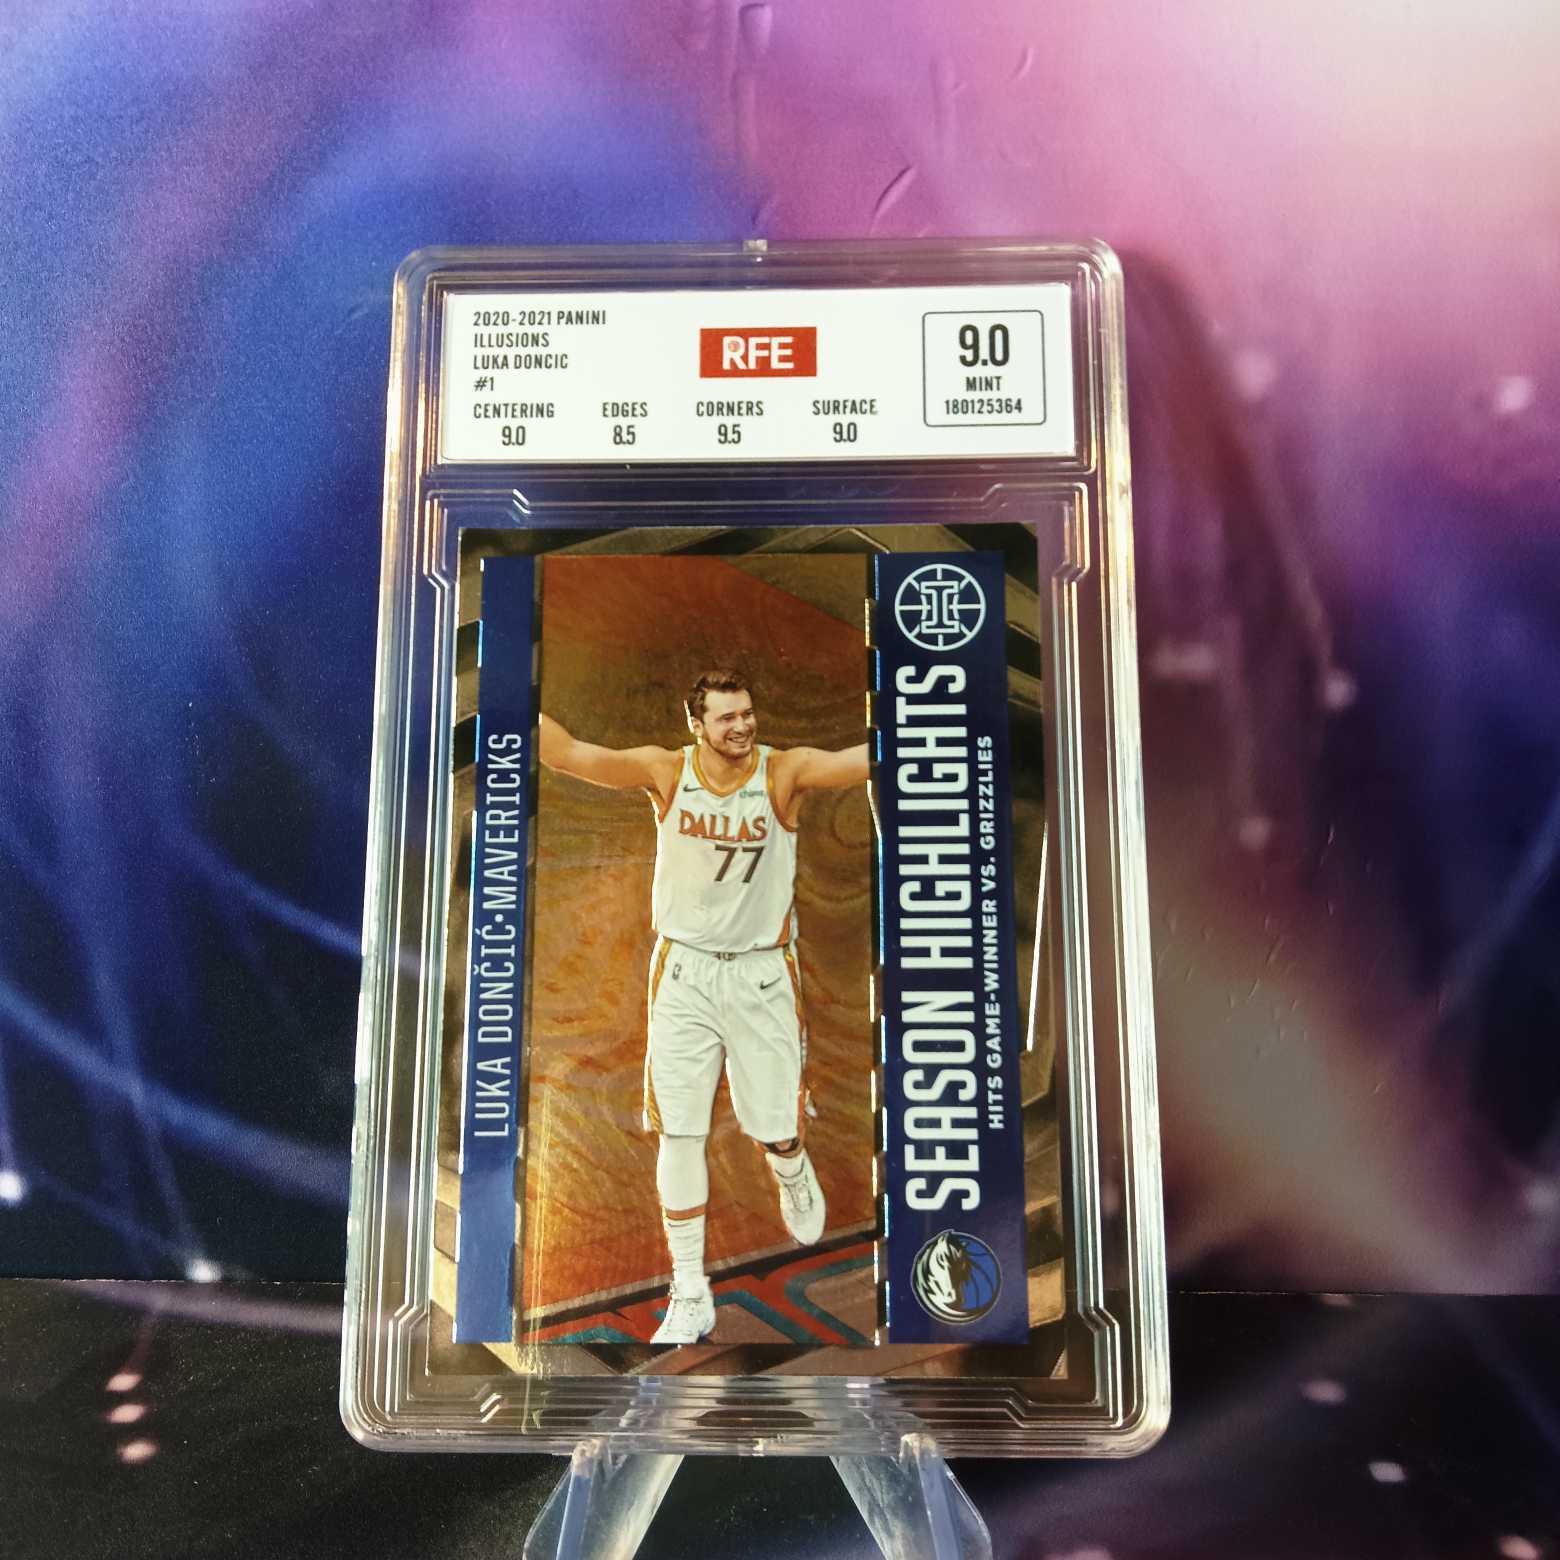 2020-2021 PANINI
ILLUSIONS
LUKA DONCIC
#1
RFE
9.0
MINT
180125364
CENTERING EDGES CORNERS SURFACE
9.0 8.5 9.5 9.0
LUKA DONČIĆ•MAVERICKS
DALLAS
77
I
SEASON HIGHLIGHTS
HITS GAME-WINNER VS. GRIZZLIES